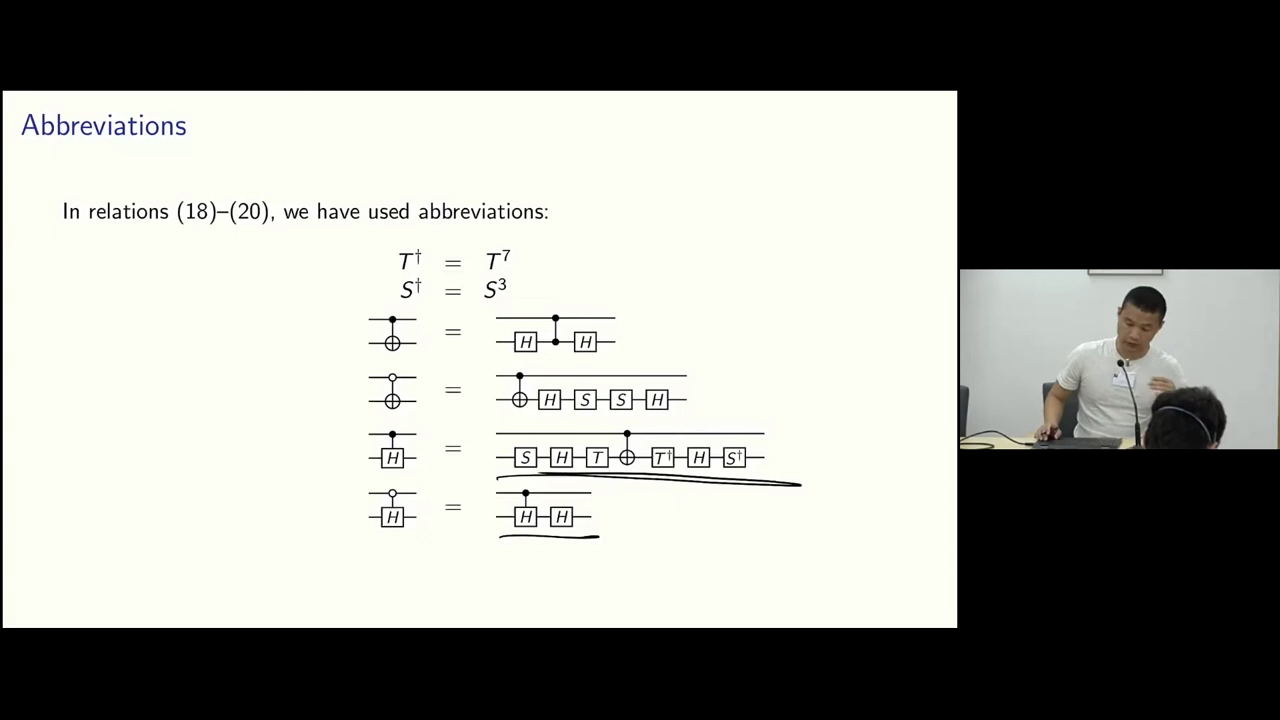 Abbreviations
In relations (18)–(20), we have used abbreviations:
T† = T⁷
S† = S³
= H H
= H S S H
H = S H T T† H S†
H = H H